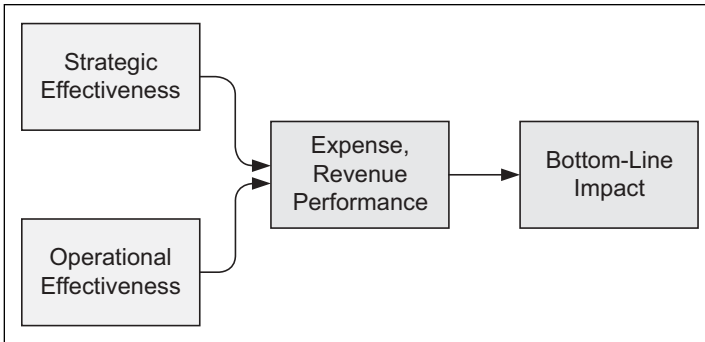 Strategic
Effectiveness
Expense,
Revenue
Performance
Bottom-Line
Impact
Operational
Effectiveness